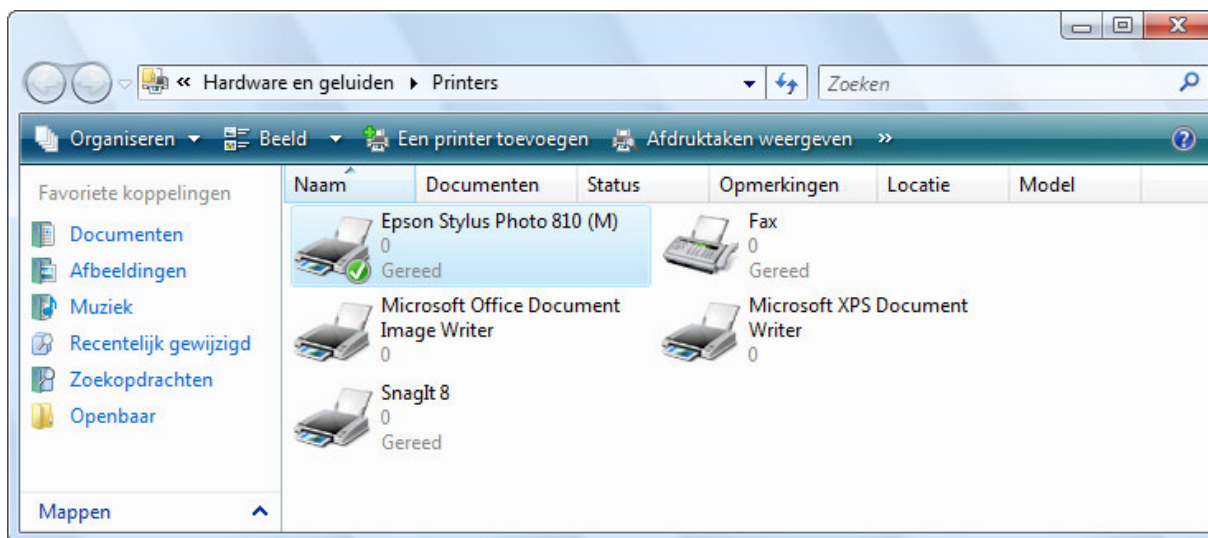 « Hardware en geluiden ▸ Printers
Zoeken
Organiseren Beeld Een printer toevoegen Afdruktaken weergeven »
Favoriete koppelingen
Documenten
Afbeeldingen
Muziek
Recentelijk gewijzigd
Zoekopdrachten
Openbaar
Mappen
Naam Documenten Status Opmerkingen Locatie Model
Epson Stylus Photo 810 (M)
0
Gereed
Fax
0
Gereed
Microsoft Office Document
Image Writer
0
Microsoft XPS Document
Writer
0
SnagIt 8
0
Gereed